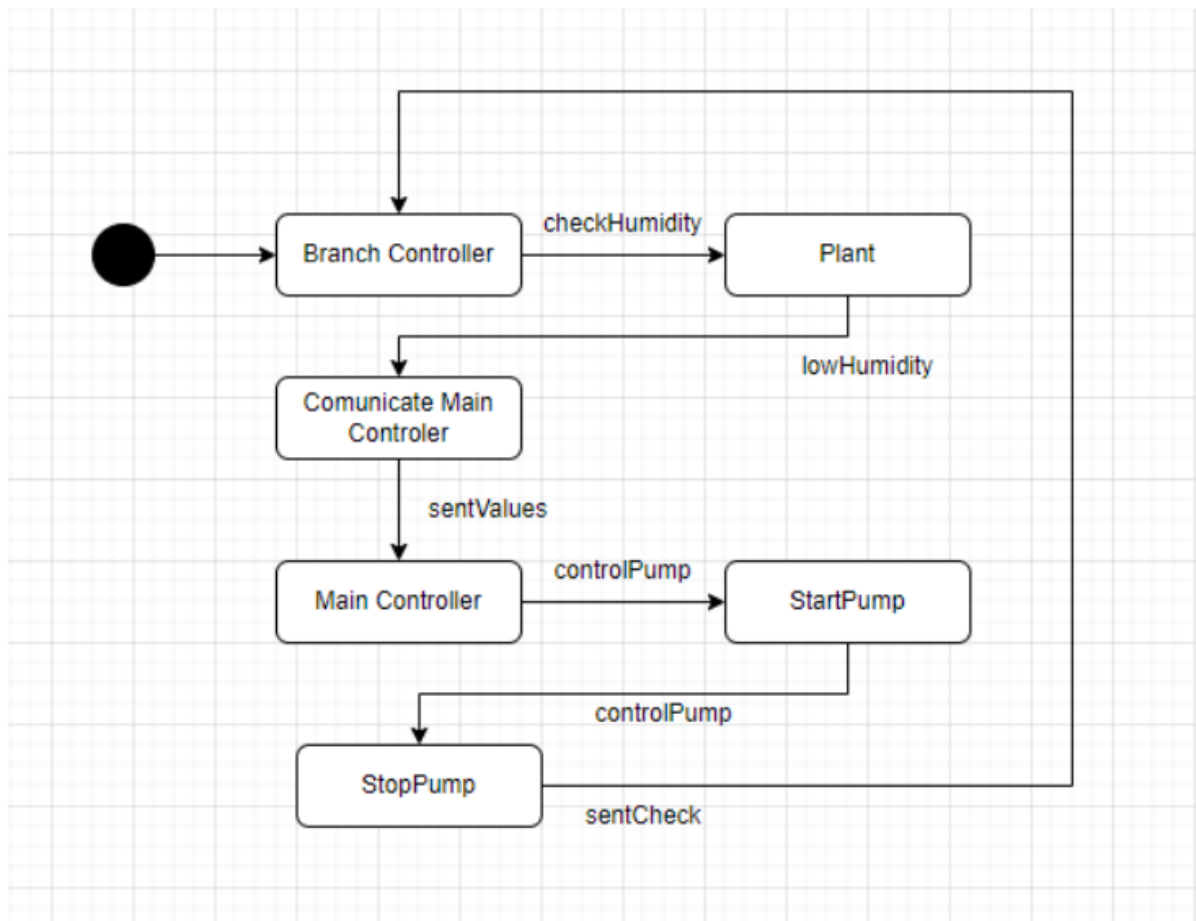 checkHumidity
Branch Controller
Plant
lowHumidity
Comunicate Main
Controler
sentValues
controlPump
Main Controller
StartPump
controlPump
StopPump
sentCheck